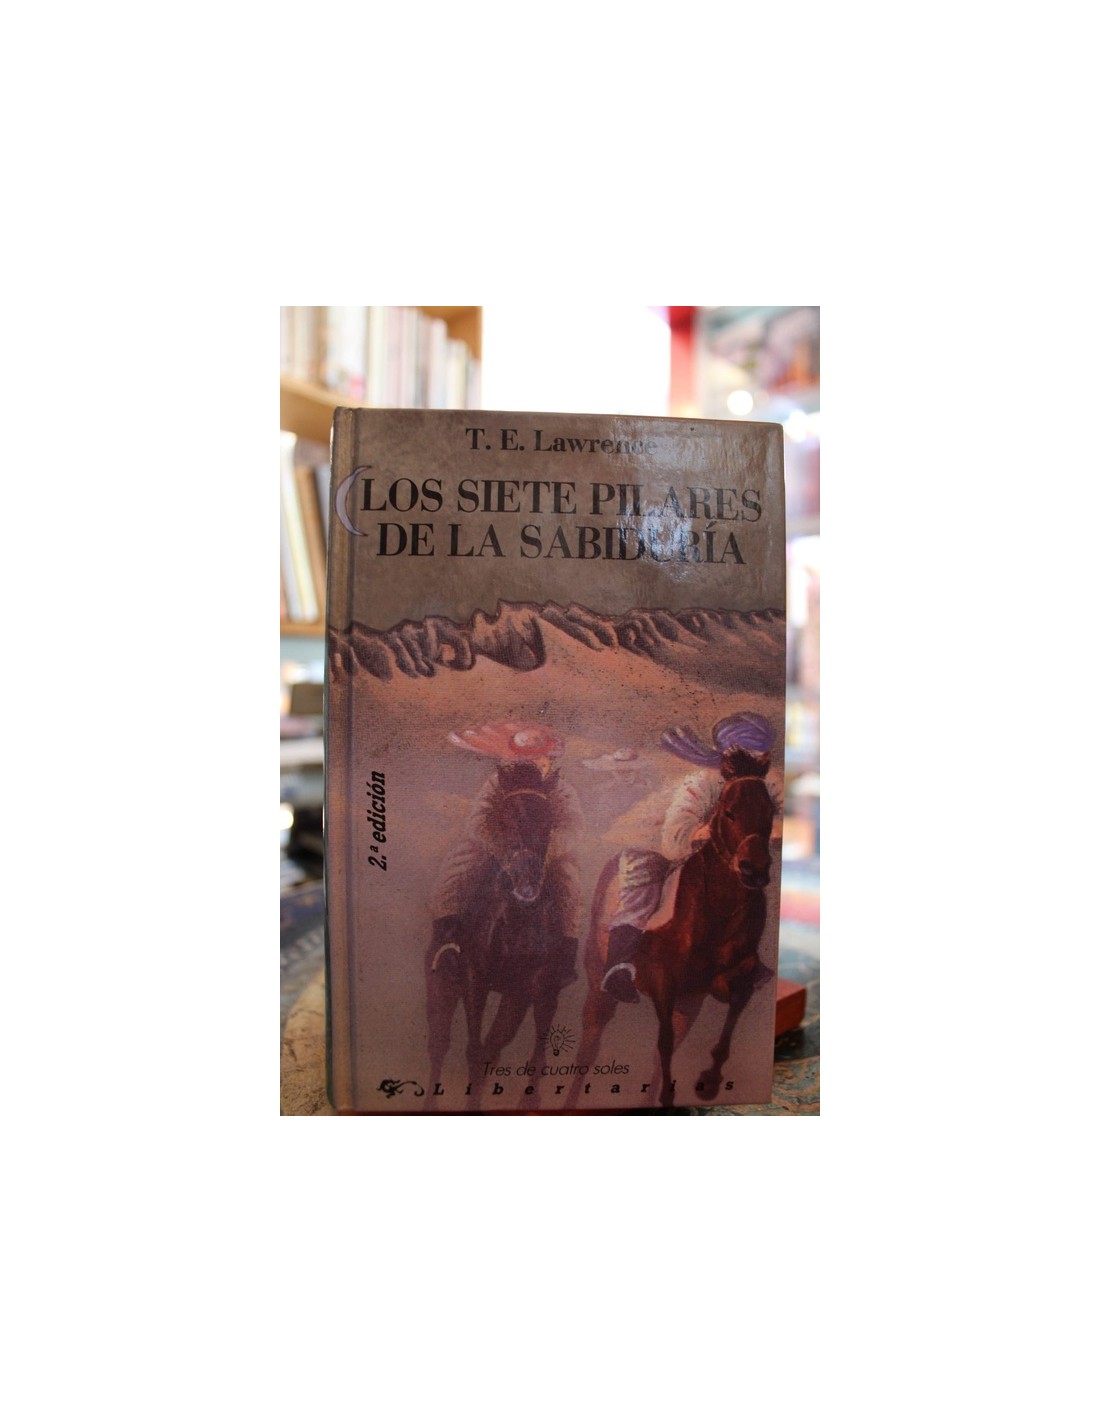 T. E. Lawrence
LOS SIETE PILARES
DE LA SABIDURÍA
2.ª edición
Tres de cuatro soles
Libertarias